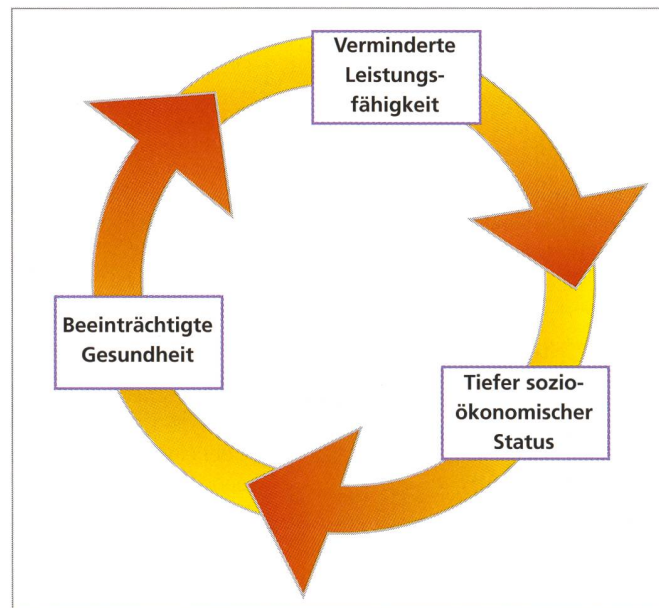 Verminderte
Leistungs-
fähigkeit
Tiefer sozio-
ökonomischer
Status
Beeinträchtigte
Gesundheit